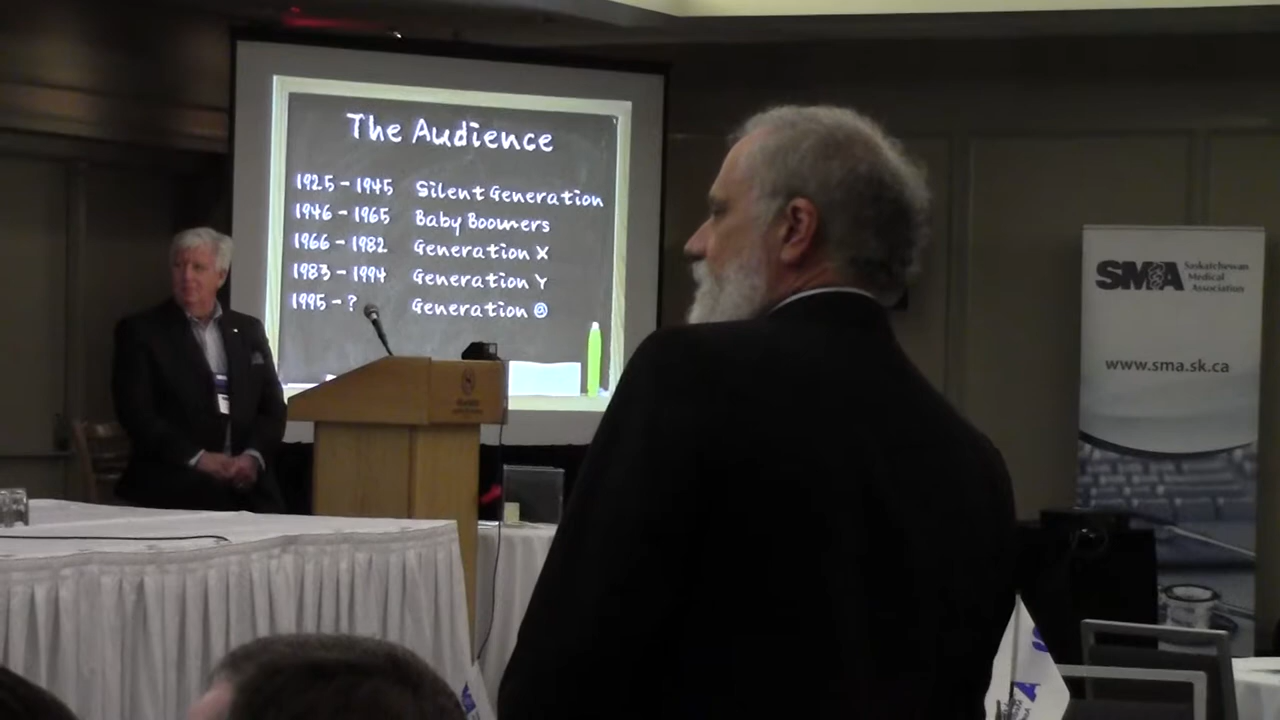 The Audience
1925 - 1945 Silent Generation
1946 - 1965 Baby Boomers
1966 - 1982 Generation X
1983 - 1994 Generation Y
1995 - ? Generation @
SMA Saskatchewan
Medical
Association
www.sma.sk.ca